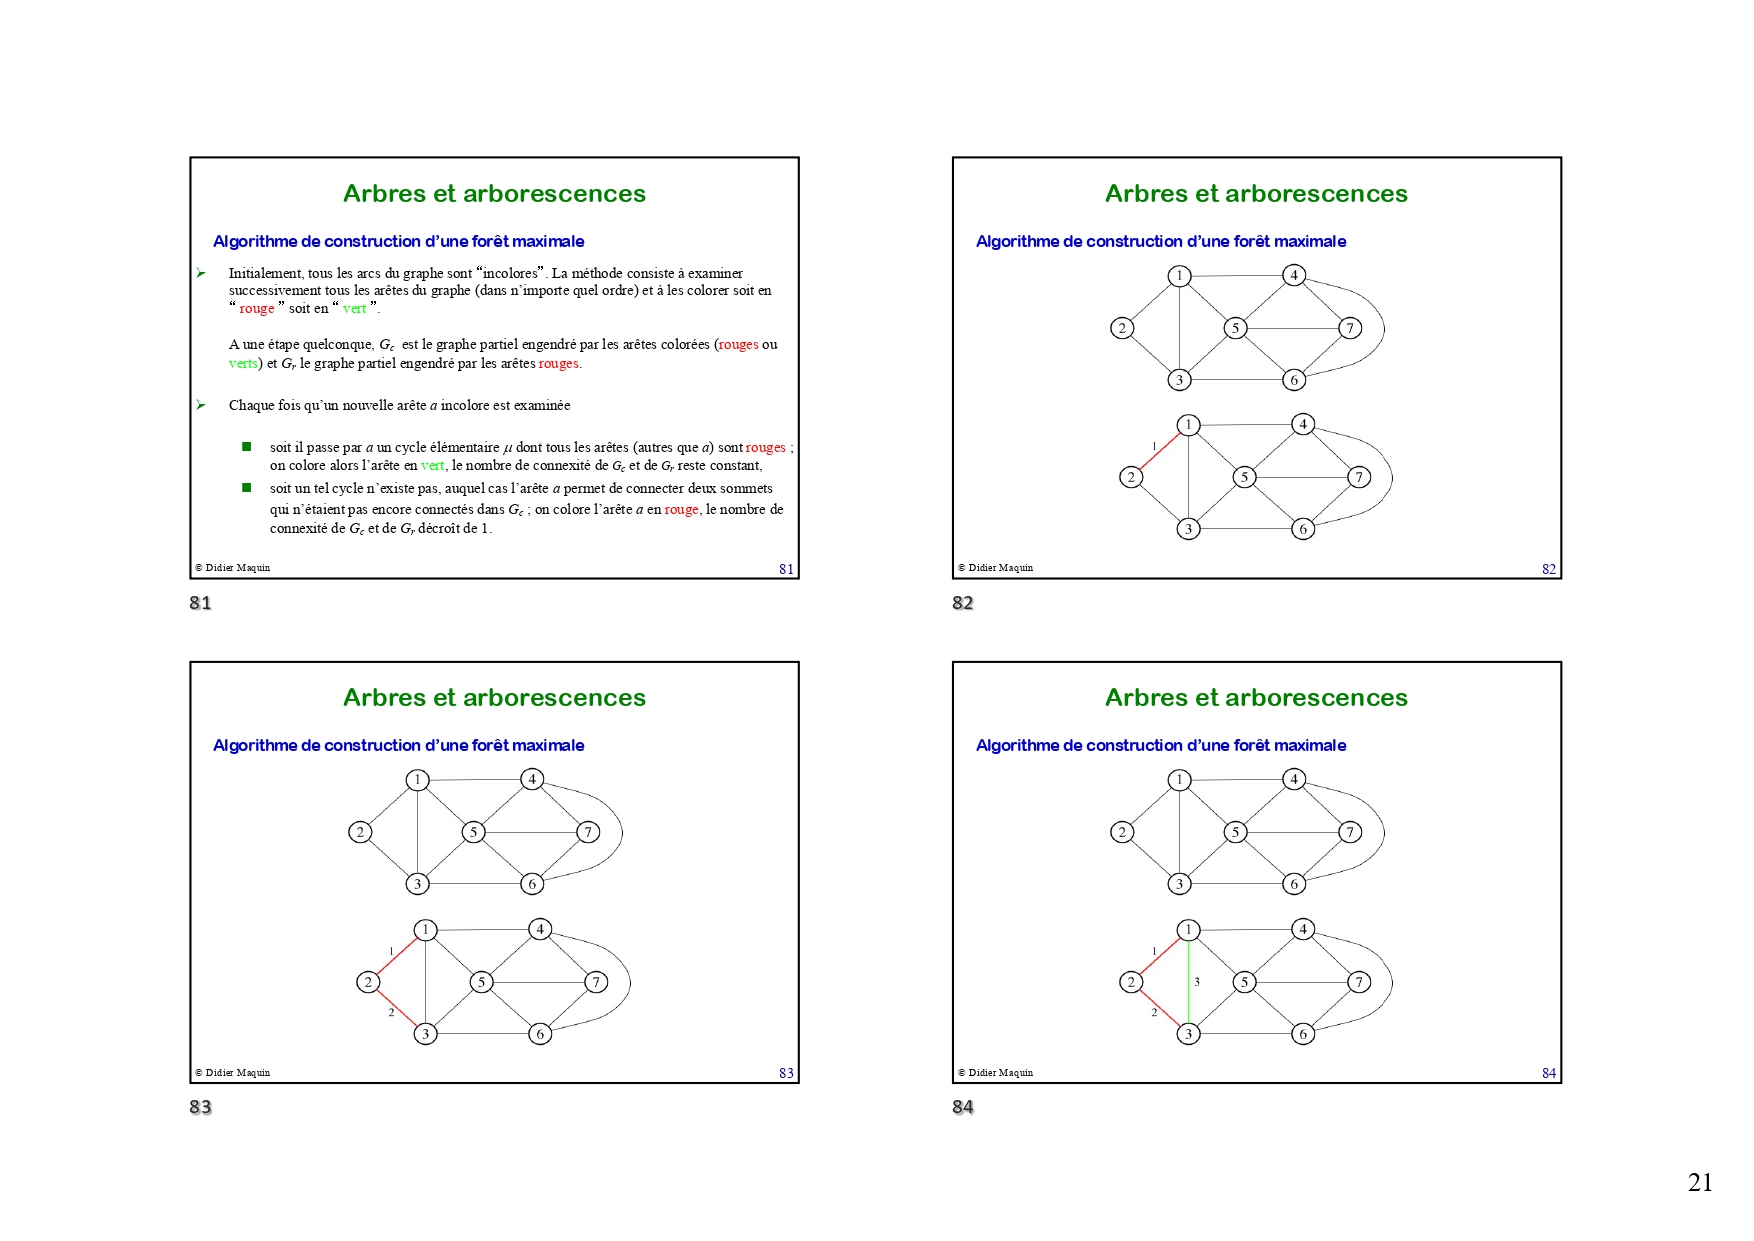 Arbres et arborescences
Algorithme de construction d’une forêt maximale
➢ Initialement, tous les arcs du graphe sont “incolores”. La méthode consiste à examiner
successivement tous les arêtes du graphe (dans n’importe quel ordre) et à les colorer soit en
“ rouge ” soit en “ vert ”.
A une étape quelconque, Gc est le graphe partiel engendré par les arêtes colorées (rouges ou
verts) et Gr le graphe partiel engendré par les arêtes rouges.
➢ Chaque fois qu’un nouvelle arête a incolore est examinée
■ soit il passe par a un cycle élémentaire μ dont tous les arêtes (autres que a) sont rouges ;
on colore alors l’arête en vert, le nombre de connexité de Gc et de Gr reste constant,
■ soit un tel cycle n’existe pas, auquel cas l’arête a permet de connecter deux sommets
qui n’étaient pas encore connectés dans Gc ; on colore l’arête a en rouge, le nombre de
connexité de Gc et de Gr décroît de 1.
© Didier Maquin 81
81
Arbres et arborescences
Algorithme de construction d’une forêt maximale
1 4
2 5 7
3 6
1 4
1
2 5 7
3 6
© Didier Maquin 82
82
Arbres et arborescences
Algorithme de construction d’une forêt maximale
1 4
2 5 7
3 6
1 4
1
2 5 7
2
3 6
© Didier Maquin 83
83
Arbres et arborescences
Algorithme de construction d’une forêt maximale
1 4
2 5 7
3 6
1 4
1
2 3 5 7
2
3 6
© Didier Maquin 84
84
21